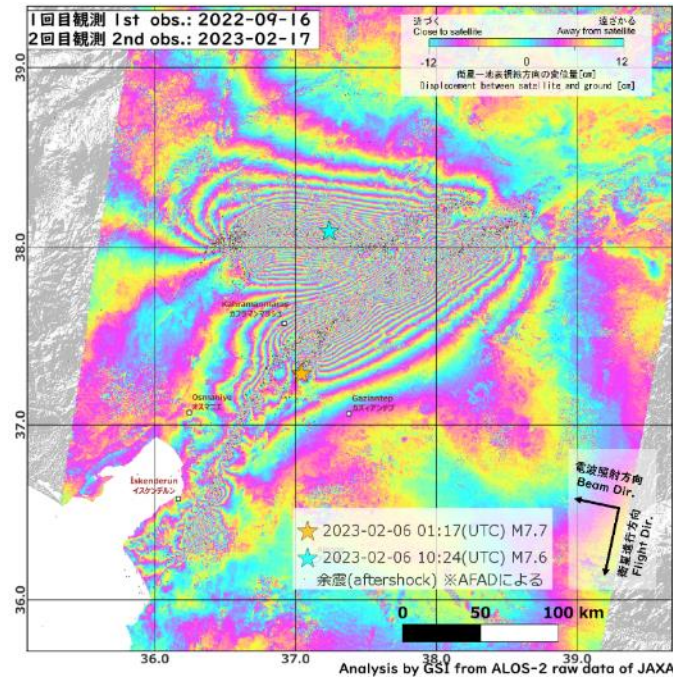 1回目観測 1st obs.: 2022-09-16
2回目観測 2nd obs.: 2023-02-17
近づく 遠ざかる
Close to satellite Away from satellite
-12 0 12
衛星－地表視線方向の変位量[cm]
Displacement between satellite and ground [cm]
39.0
38.0
37.0
36.0
Kahramanmaras
カフラマンマラシュ
Osmaniye
オスマニエ
Gaziantep
ガズィアンテプ
Iskenderun
イスケンデルン
電波照射方向
Beam Dir.
衛星進行方向
Flight Dir.
2023-02-06 01:17(UTC) M7.7
2023-02-06 10:24(UTC) M7.6
余震(aftershock) ※AFADによる
0 50 100 km
36.0 37.0 38.0 39.0
Analysis by GSI from ALOS-2 raw data of JAXA